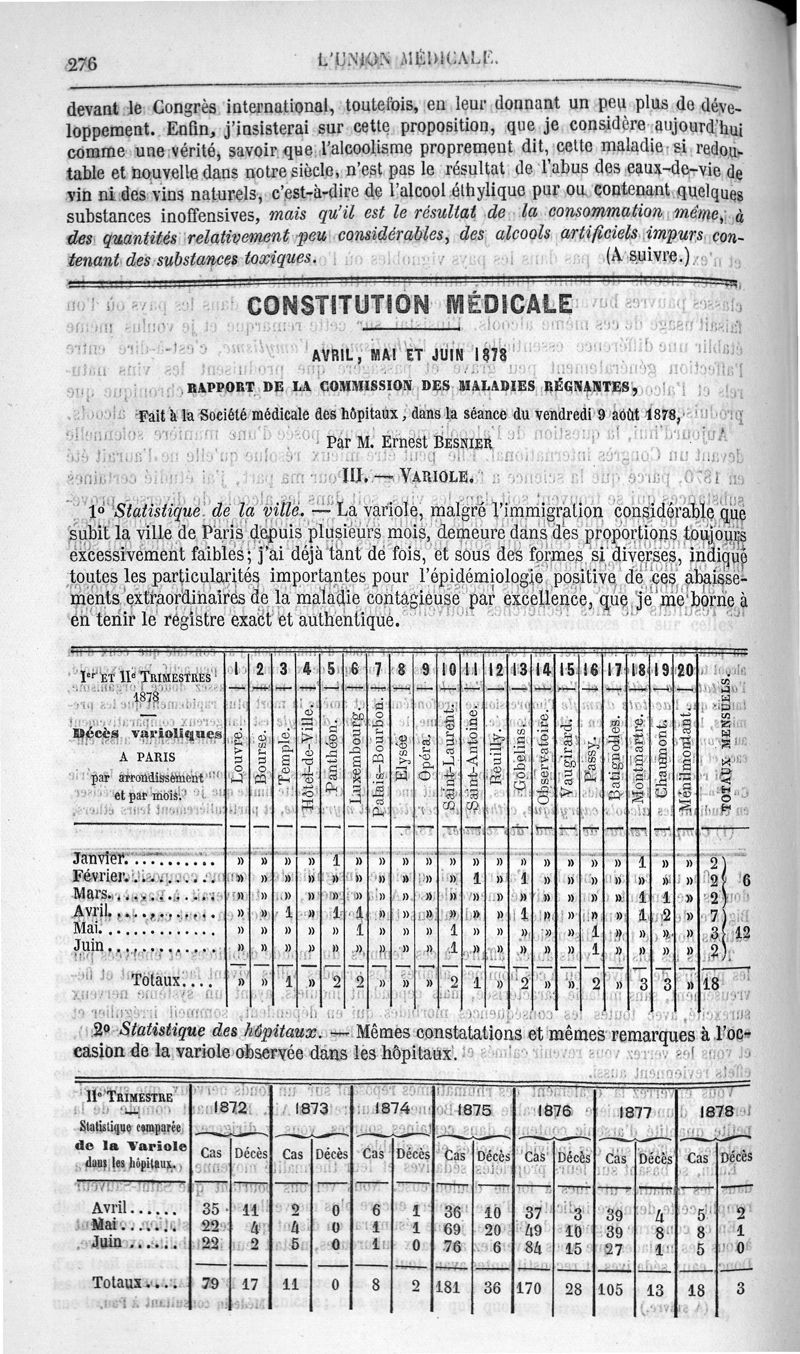 276
L'UNION MÉDICALE.
devant le Congrès international, toutefois, en leur donnant un peu plus de déve-
loppement. Enfin, j'insisterai sur cette proposition, que je considère aujourd'hui
comme une vérité, savoir que l'alcoolisme proprement dit, cette maladie si redou-
table et nouvelle dans notre siècle, n'est pas le résultat de l'abus des eaux-de-vie de
vin ni des vins naturels, c'est-à-dire de l'alcool éthylique pur ou contenant quelques
substances inoffensives, mais qu'il est le résultat de la consommation même, à
des quantités relativement peu considérables, des alcools artificiels impurs con-
tenant des substances toxiques. (A suivre.)
CONSTITUTION MÉDICALE
AVRIL, MAI ET JUIN 1878
RAPPORT DE LA COMMISSION DES MALADIES RÉGNANTES,
Fait à la Société médicale des hôpitaux, dans la séance du vendredi 9 août 1878,
Par M. Ernest BESNIER
III. — VARIOLE.
1º Statistique de la ville. — La variole, malgré l'immigration considérable que
subit la ville de Paris depuis plusieurs mois, demeure dans des proportions toujours
excessivement faibles; j'ai déjà tant de fois, et sous des formes si diverses, indiqué
toutes les particularités importantes pour l'épidémiologie positive de ces abaisse-
ments extraordinaires de la maladie contagieuse par excellence, que je me borne à
en tenir le registre exact et authentique.
Ier ET IIe TRIMESTRES
1878
—
Décès varioliques
A PARIS
par arrondissement
et par mois.
1 2 3 4 5 6 7 8 9 10 11 12 13 14 15 16 17 18 19 20
Louvre. Bourse. Temple. Hôtel-de-Ville. Panthéon. Luxembourg. Palais-Bourbon. Elysée Opéra. Saint-Laurent. Saint-Antoine. Reuilly. Gobelins. Observatoire. Vaugirard. Passy. Batignolles. Montmartre. Chaumont. Ménilmontant. TOTAUX MENSUELS.
Janvier. . . . . . . . . . . » » » » 1 » » » » » » » » » » » » 1 » » 2
Février. . . . . . . . . . . » » » » » » » » » » 1 » 1 » » » » » » » 2 } 6
Mars. . . . . . . . . . . . » » » » » » » » » » » » » » » » » 1 1 » 2
Avril. . . . . . . . . . . . » » 1 » 1 1 » » » » » » 1 » » » » 1 2 » 7
Mai. . . . . . . . . . . . . » » » » » 1 » » » 1 » » » » » 1 » » » » 3 } 12
Juin . . . . . . . . . . . . » » » » » » » » » 1 » » » » » 1 » » » » 2
Totaux. . . . » » 1 » 2 2 » » » 2 1 » 2 » » 2 » 3 3 » 18
2º Statistique des hôpitaux. — Mêmes constatations et mêmes remarques à l'oc-
casion de la variole observée dans les hôpitaux.
IIe TRIMESTRE
—
Statistique comparée
de la Variole
dans les hôpitaux.
1872 1873 1874 1875 1876 1877 1878
Cas Décès Cas Décès Cas Décès Cas Décès Cas Décès Cas Décès Cas Décès
Avril. . . . . . 35 11 2 0 6 1 36 10 37 3 39 4 5 2
Mai . . . . . . . 22 4 4 0 1 1 69 20 49 10 39 8 8 1
Juin . . . . . . 22 2 5 0 1 0 76 6 84 15 27 1 5 0
Totaux . . . . 79 17 11 0 8 2 181 36 170 28 105 13 18 3